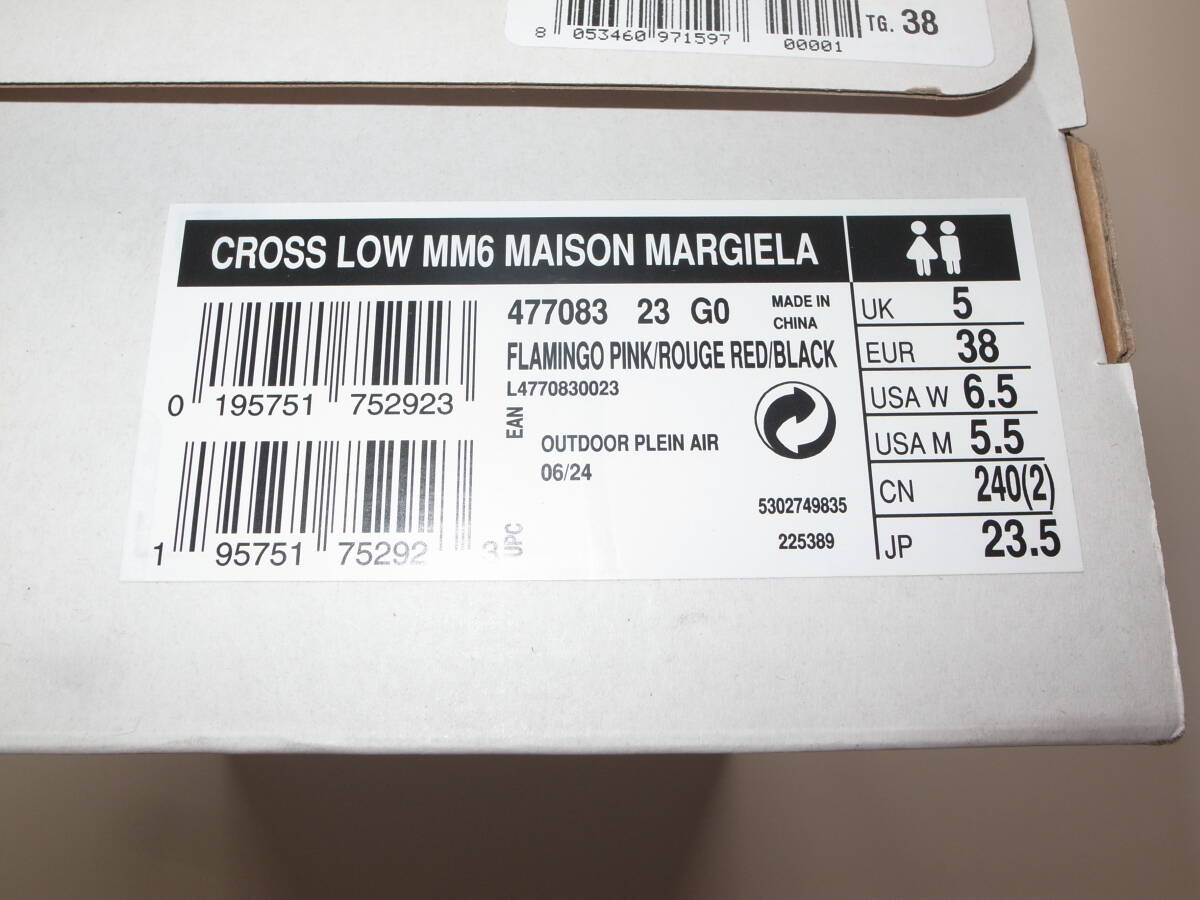 8 053460 971597 00001 TG. 38
CROSS LOW MM6 MAISON MARGIELA
477083 23 G0 MADE IN
CHINA
FLAMINGO PINK/ROUGE RED/BLACK
L4770830023
0 195751 752923
EAN
OUTDOOR PLEIN AIR
06/24
5302749835
225389
1 95751 75292 3
UPC
UK 5
EUR 38
USA W 6.5
USA M 5.5
CN 240(2)
JP 23.5